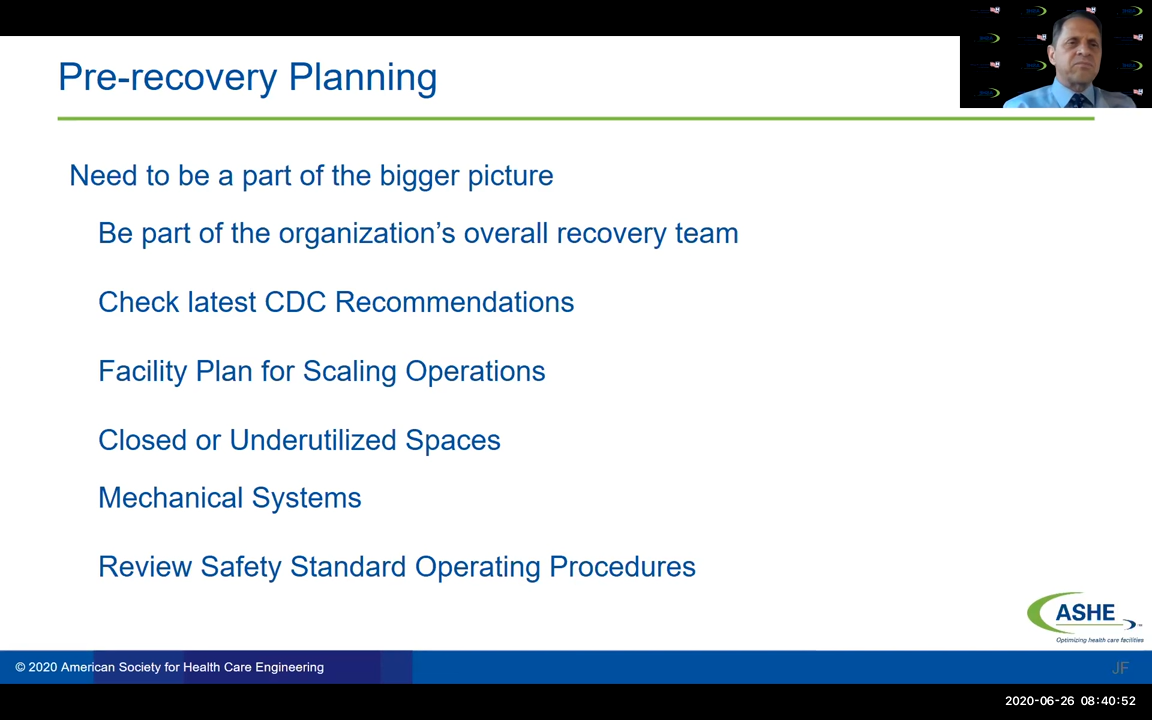 Pre-recovery Planning
Need to be a part of the bigger picture
Be part of the organization’s overall recovery team
Check latest CDC Recommendations
Facility Plan for Scaling Operations
Closed or Underutilized Spaces
Mechanical Systems
Review Safety Standard Operating Procedures
ASHE
Optimizing health care facilities
© 2020 American Society for Health Care Engineering
JF
2020-06-26 08:40:52